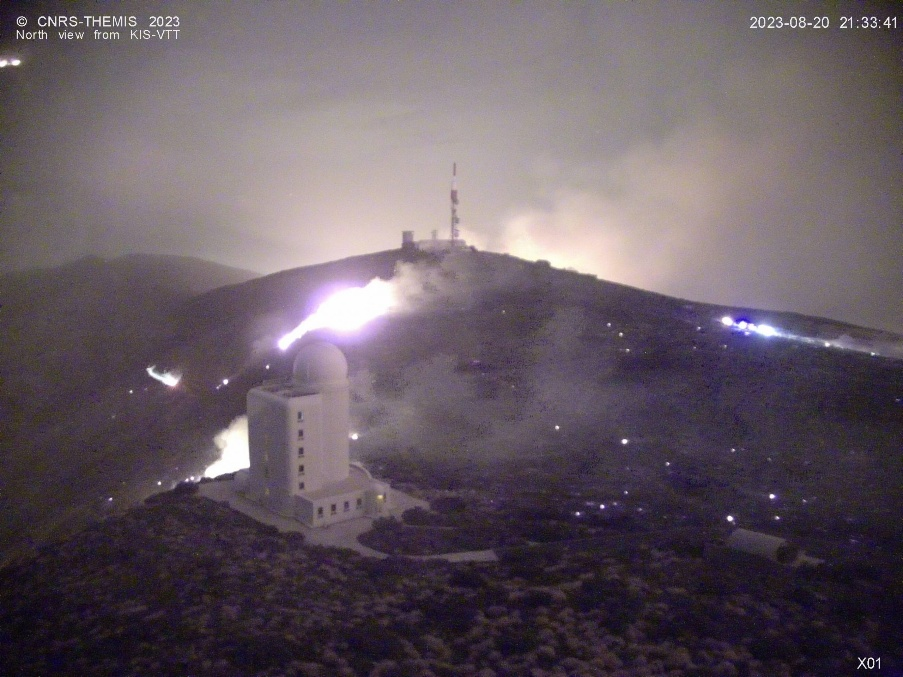 © CNRS-THEMIS 2023
North view from KIS-VTT
2023-08-20 21:33:41
X01